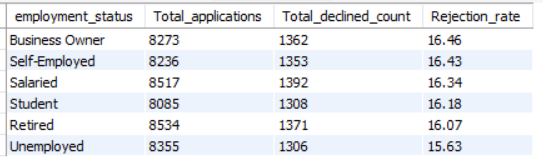 employment_status Total_applications Total_declined_count Rejection_rate
Business Owner 8273 1362 16.46
Self-Employed 8236 1353 16.43
Salaried 8517 1392 16.34
Student 8085 1308 16.18
Retired 8534 1371 16.07
Unemployed 8355 1306 15.63